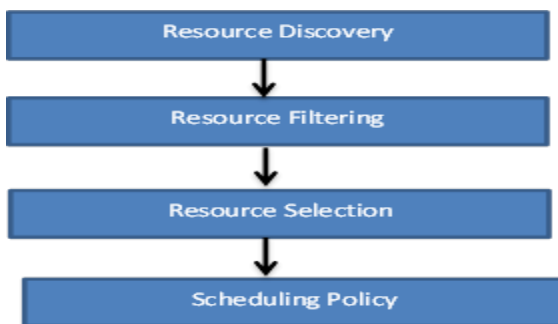 Resource Discovery
Resource Filtering
Resource Selection
Scheduling Policy